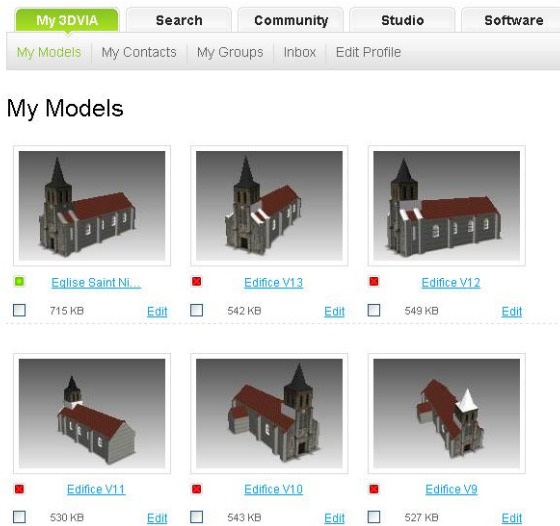 My 3DVIA Search Community Studio Software
My Models My Contacts My Groups Inbox Edit Profile
My Models
Eglise Saint Ni... Edifice V13 Edifice V12
715 KB Edit 542 KB Edit 549 KB Edit
Edifice V11 Edifice V10 Edifice V9
530 KB Edit 543 KB Edit 527 KB Edit